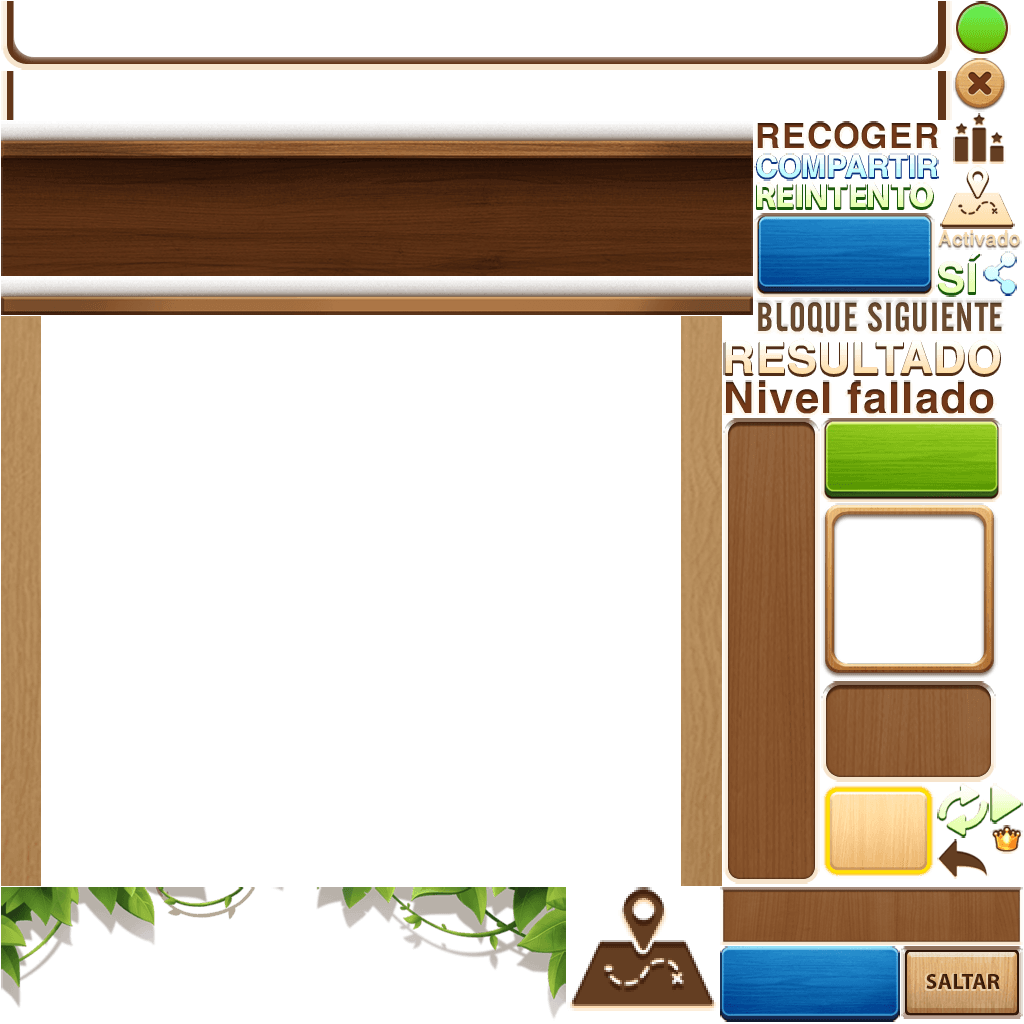 RECOGER
COMPARTIR
REINTENTO
Activado
SÍ
BLOQUE SIGUIENTE
RESULTADO
Nivel fallado
SALTAR